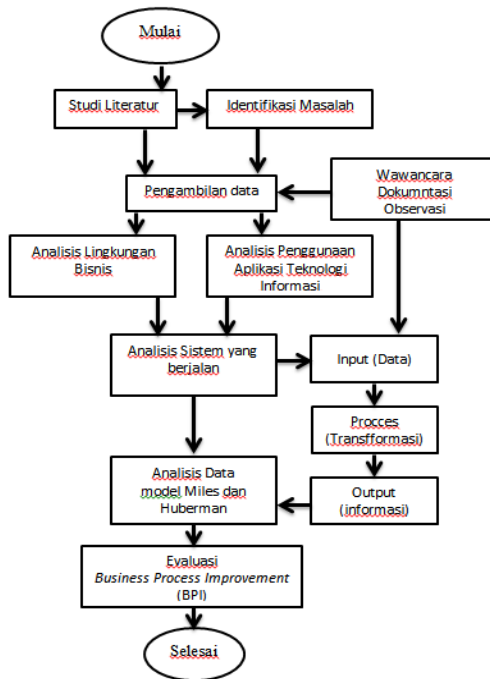 Mulai
Studi Literatur
Identifikasi Masalah
Pengambilan data
Wawancara
Dokumntasi
Observasi
Analisis Lingkungan
Bisnis
Analisis Penggunaan
Aplikasi Teknologi
Informasi
Analisis Sistem yang
berjalan
Input (Data)
Procces
(Transfformasi)
Analisis Data
model Miles dan
Huberman
Output
(informasi)
Evaluasi
Business Process Improvement
(BPI)
Selesai